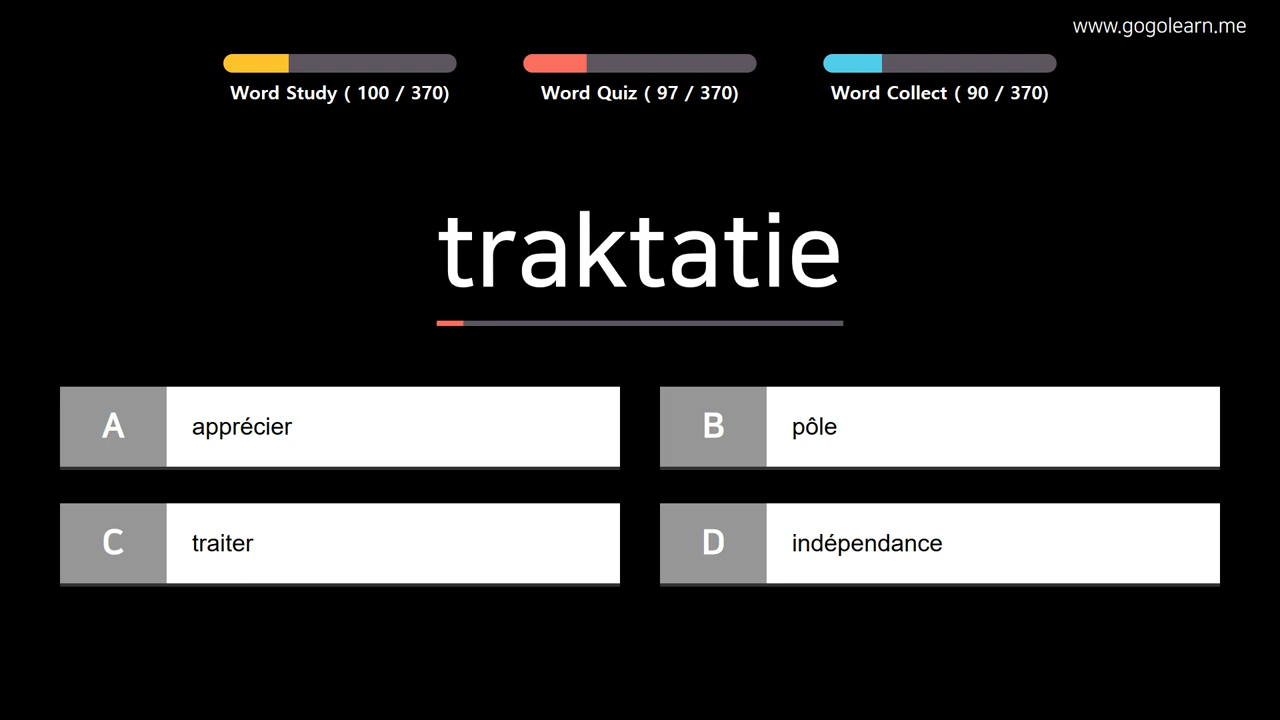 www.gogolearn.me
Word Study ( 100 / 370)
Word Quiz ( 97 / 370)
Word Collect ( 90 / 370)
traktatie
A apprécier
B pôle
C traiter
D indépendance